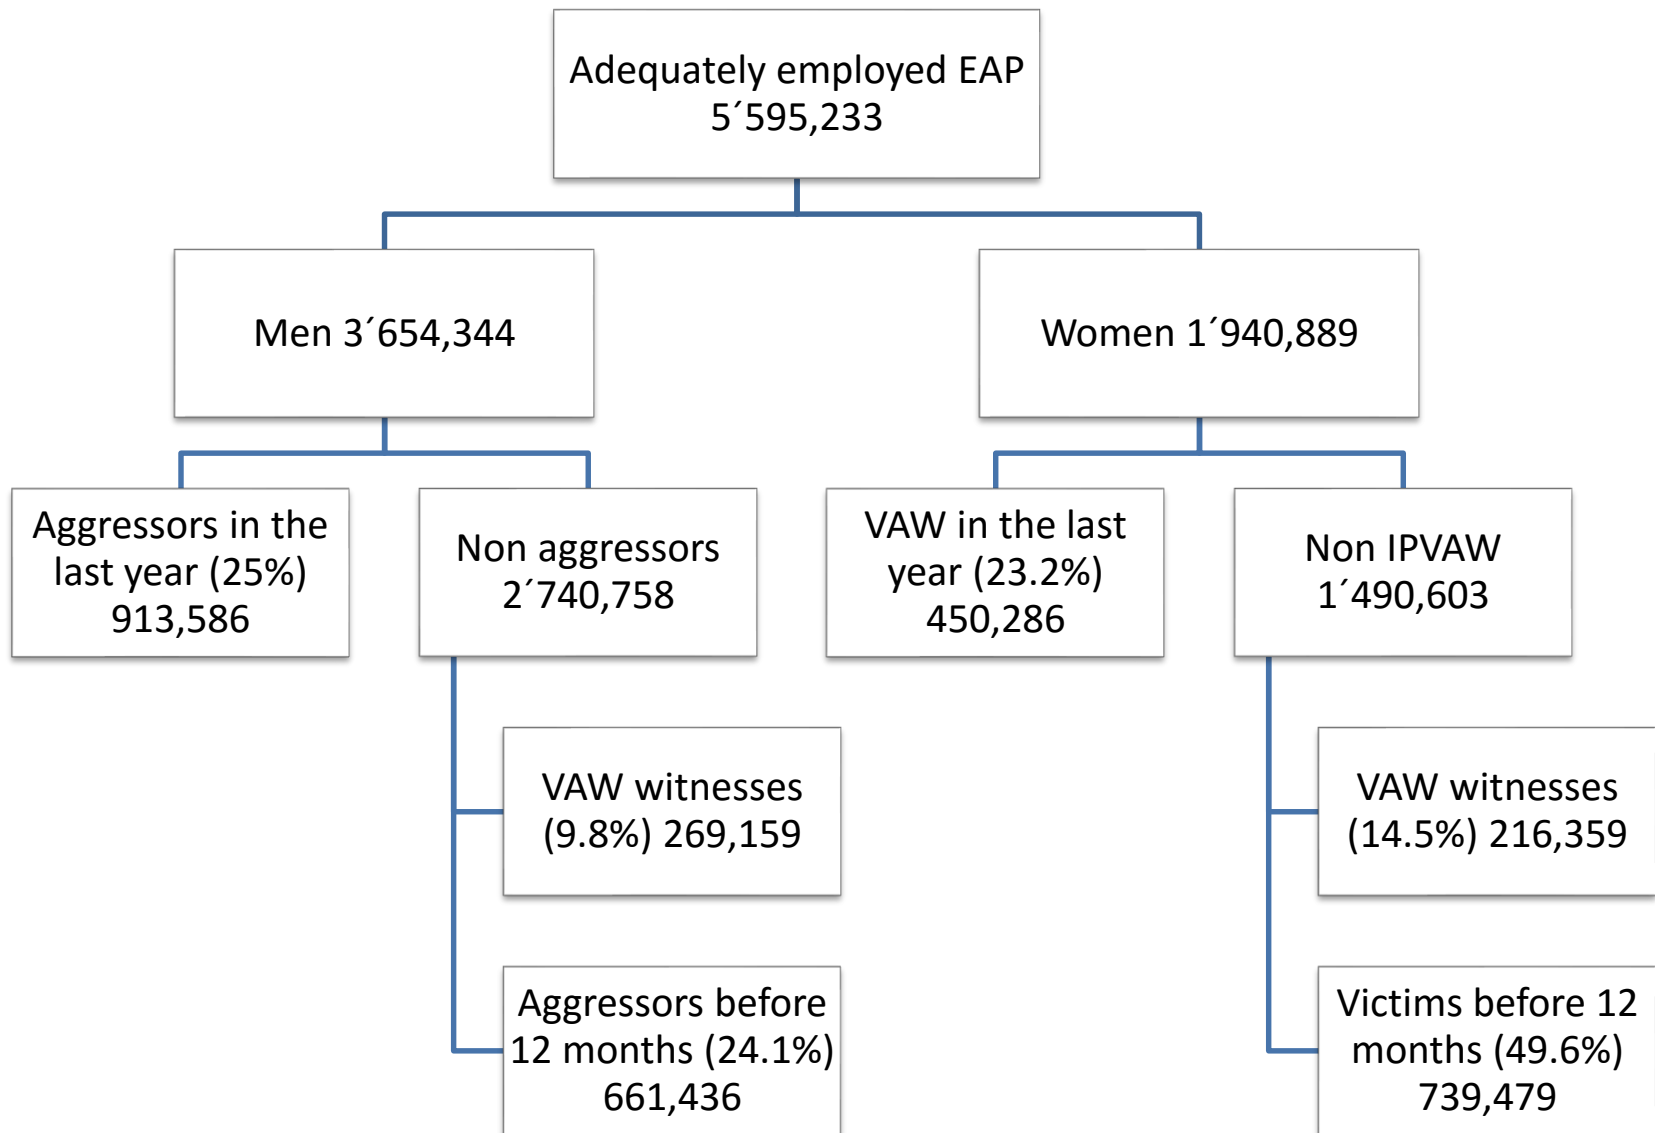 Adequately employed EAP
5´595,233
Men 3´654,344
Women 1´940,889
Aggressors in the
last year (25%)
913,586
Non aggressors
2´740,758
VAW in the last
year (23.2%)
450,286
Non IPVAW
1´490,603
VAW witnesses
(9.8%) 269,159
VAW witnesses
(14.5%) 216,359
Aggressors before
12 months (24.1%)
661,436
Victims before 12
months (49.6%)
739,479